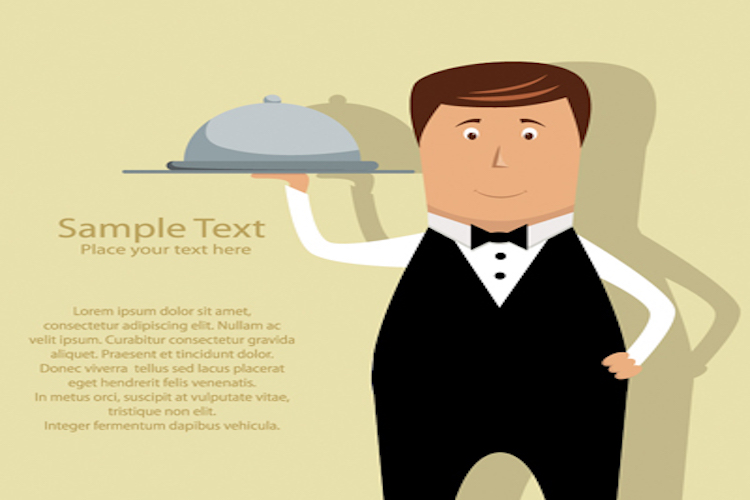 Sample Text
Place your text here
Lorem ipsum dolor sit amet,
consectetur adipiscing elit. Nullam ac
velit ipsum. Curabitur consectetur gravida
aliquet. Praesent et tincidunt dolor.
Donec viverra tellus sed lacus placerat
eget hendrerit felis venenatis.
In metus orci, suscipit at vulputate vitae,
tristique non elit.
Integer fermentum dapibus vehicula.